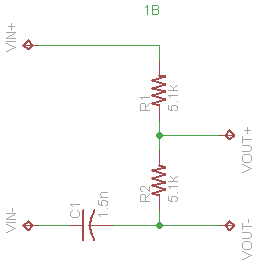 1B
VIN+
R1
5.1k
VOUT+
R2
5.1k
VIN-
C1
1.5n
VOUT-